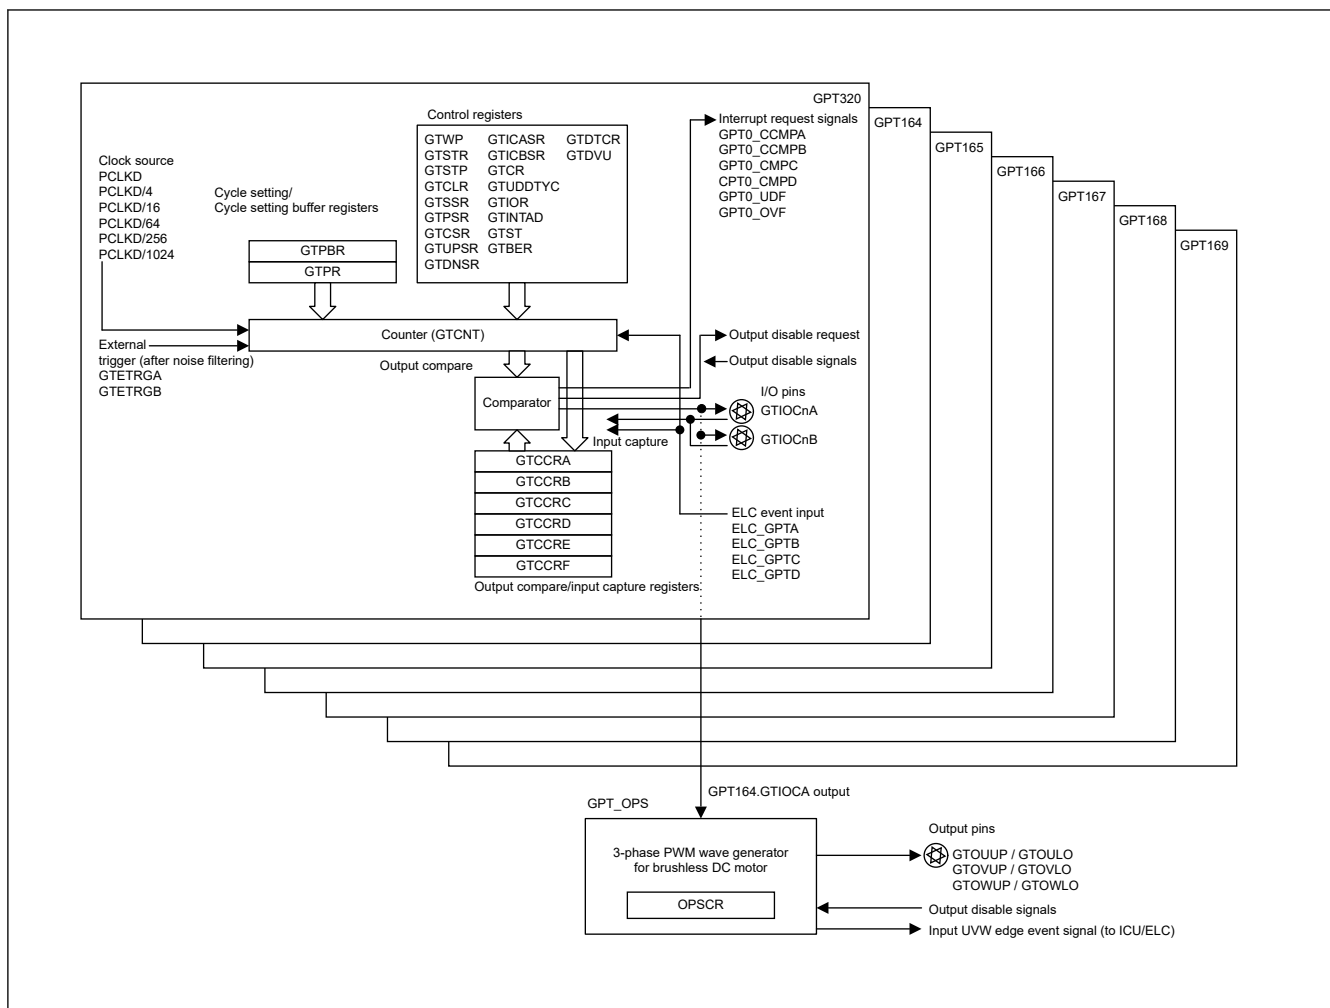 GPT320
GPT164
GPT165
GPT166
GPT167
GPT168
GPT169
Clock source
PCLKD
PCLKD/4
PCLKD/16
PCLKD/64
PCLKD/256
PCLKD/1024
Cycle setting/
Cycle setting buffer registers
GTPBR
GTPR
Control registers
GTWP GTICASR GTDTCR
GTSTR GTICBSR GTDVU
GTSTP GTCR
GTCLR GTUDDTYC
GTSSR GTIOR
GTPSR GTINTAD
GTCSR GTST
GTUPSR GTBER
GTDNSR
Interrupt request signals
GPT0_CCMPA
GPT0_CCMPB
GPT0_CMPC
CPT0_CMPD
GPT0_UDF
GPT0_OVF
Counter (GTCNT)
External
trigger (after noise filtering)
GTETRGA
GTETRGB
Output compare
Comparator
Output disable request
Output disable signals
I/O pins
GTIOCnA
GTIOCnB
Input capture
GTCCRA
GTCCRB
GTCCRC
GTCCRD
GTCCRE
GTCCRF
Output compare/input capture registers
ELC event input
ELC_GPTA
ELC_GPTB
ELC_GPTC
ELC_GPTD
GPT164.GTIOCA output
GPT_OPS
3-phase PWM wave generator
for brushless DC motor
OPSCR
Output pins
GTOUUP / GTOULO
GTOVUP / GTOVLO
GTOWUP / GTOWLO
Output disable signals
Input UVW edge event signal (to ICU/ELC)